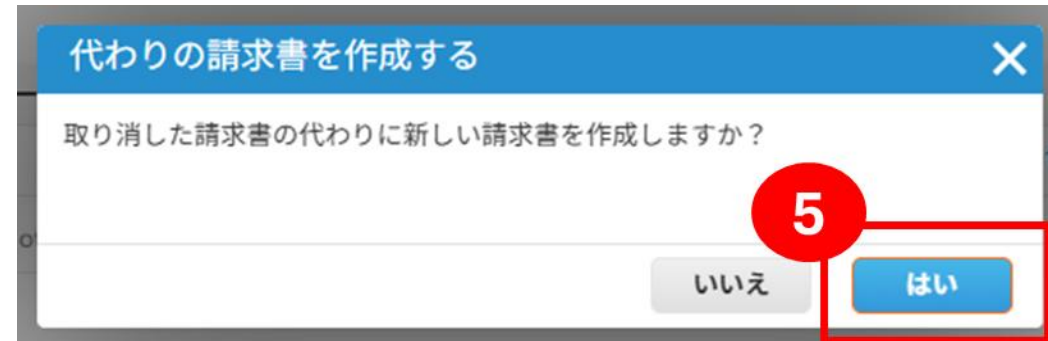 代わりの請求書を作成する
取り消した請求書の代わりに新しい請求書を作成しますか？
5
いいえ
はい